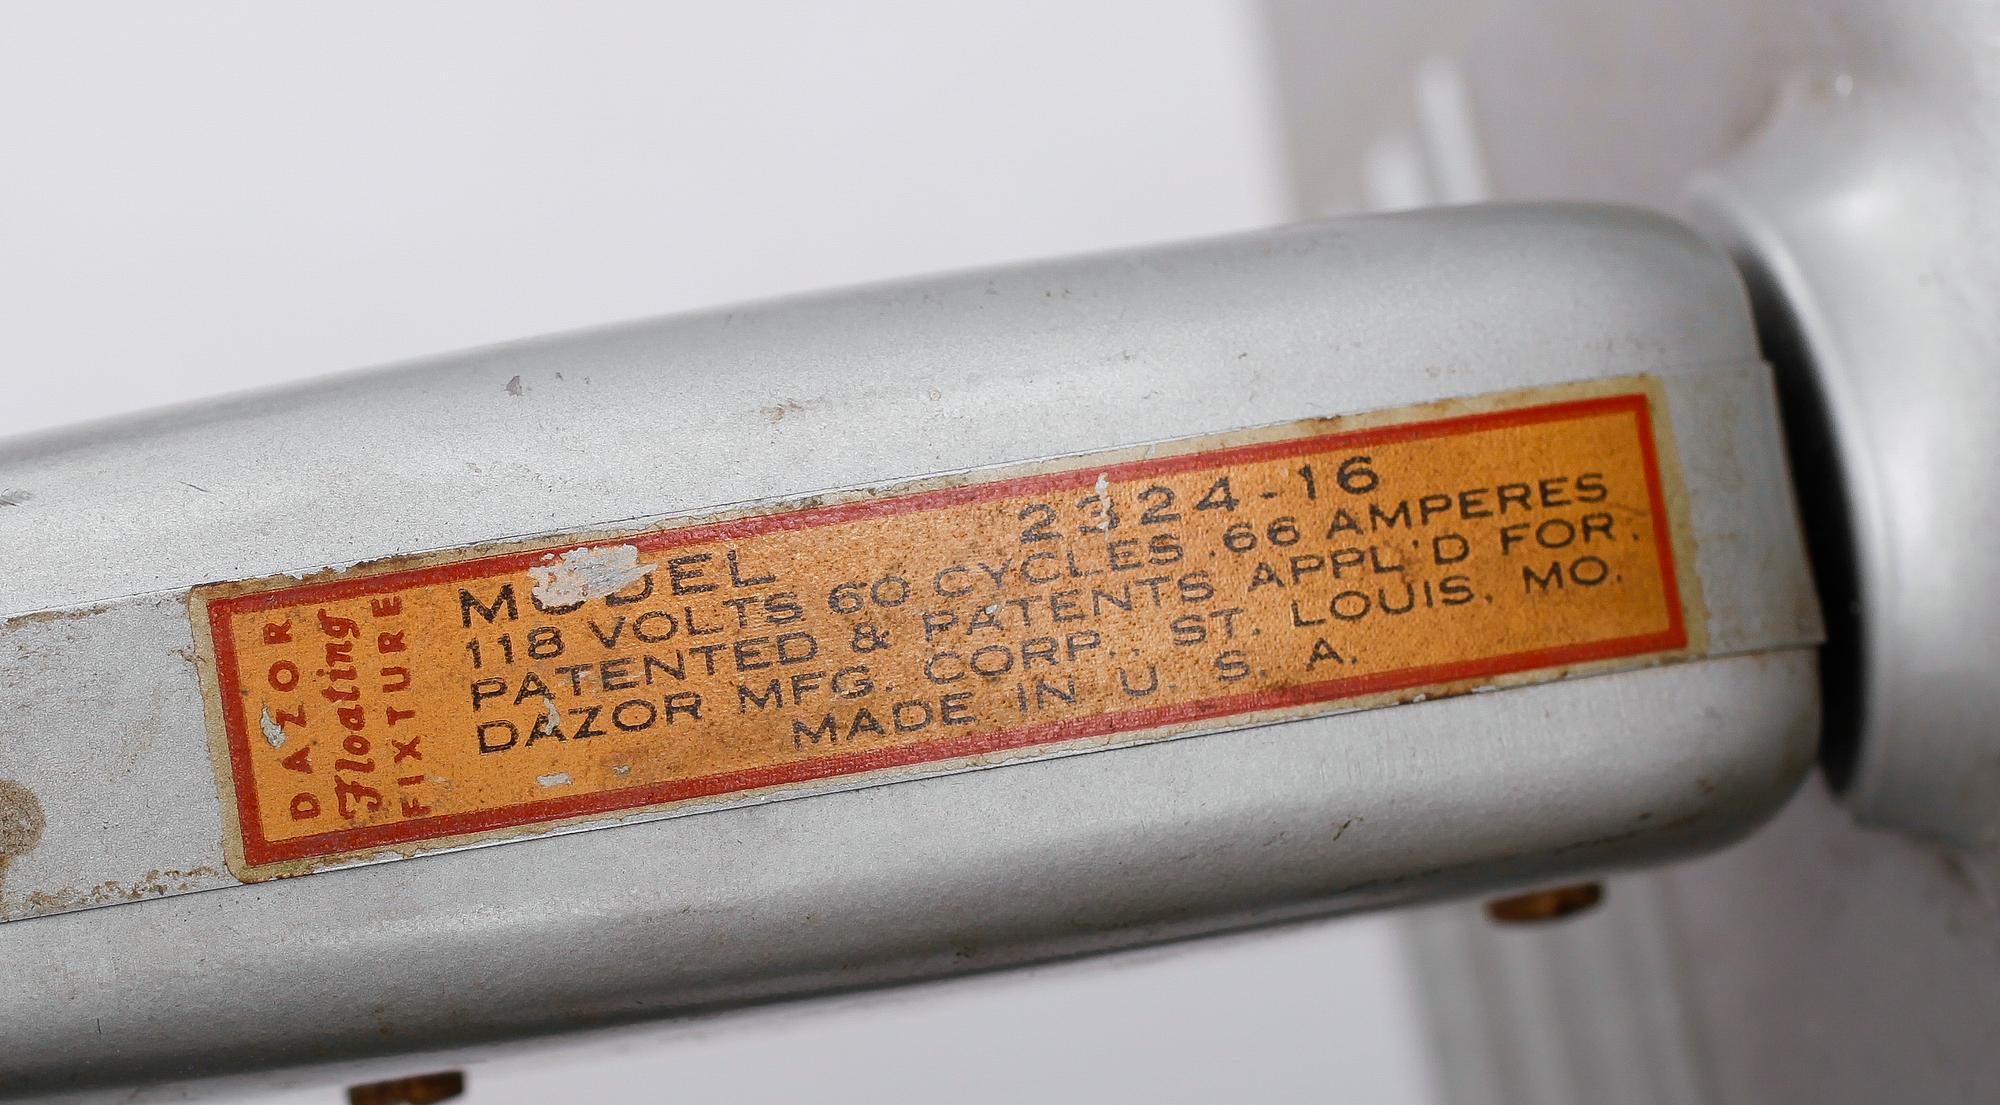 DAZOR
Floating
FIXTURE
MODEL 2324-16
118 VOLTS 60 CYCLES .66 AMPERES
PATENTED & PATENTS APPL'D FOR.
DAZOR MFG. CORP., ST. LOUIS, MO.
MADE IN U. S. A.